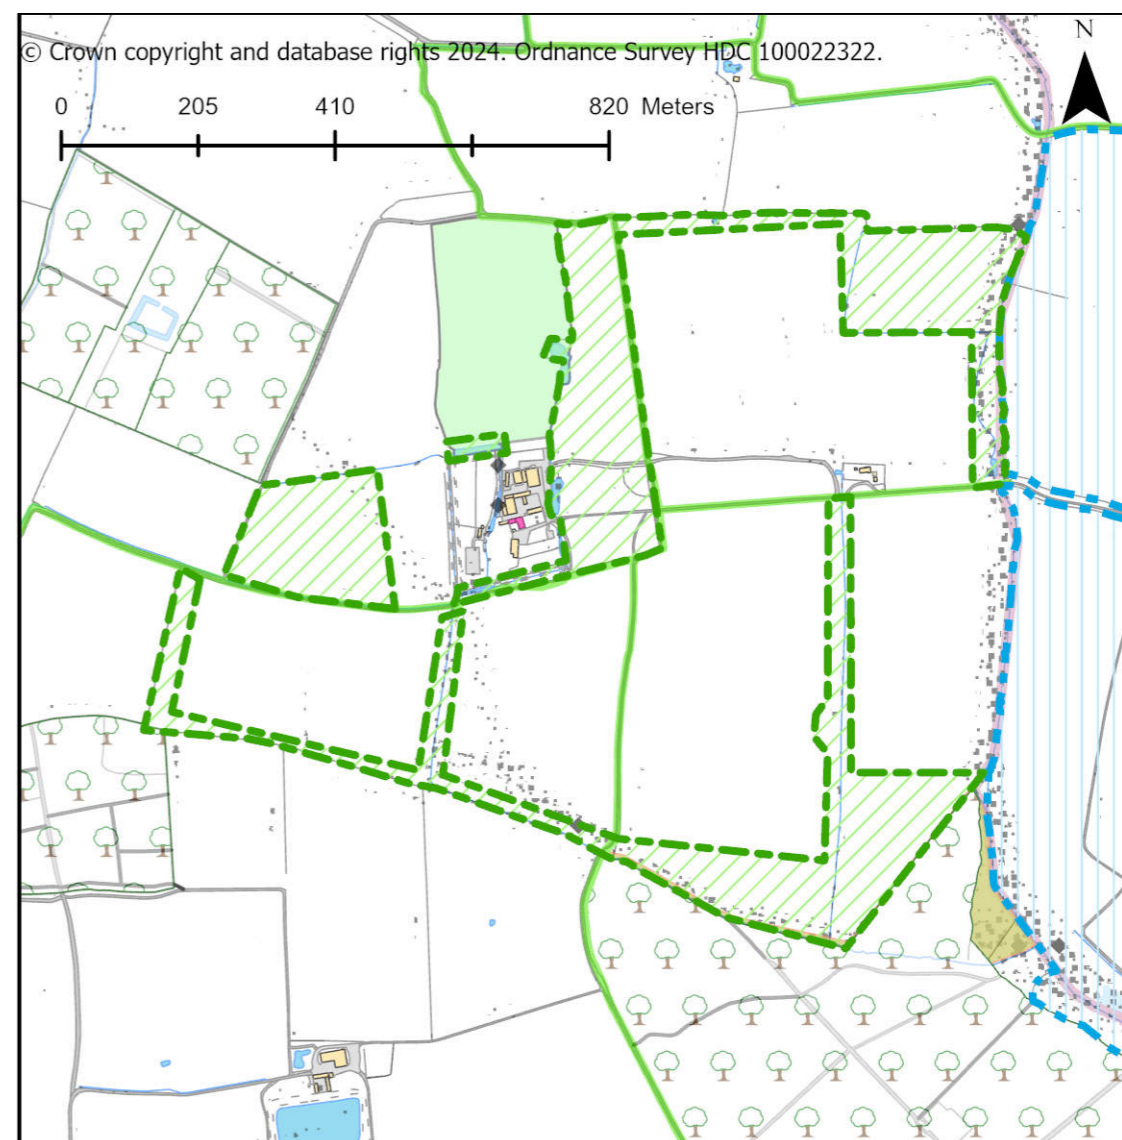 N
© Crown copyright and database rights 2024. Ordnance Survey HDC 100022322.
0 205 410 820 Meters